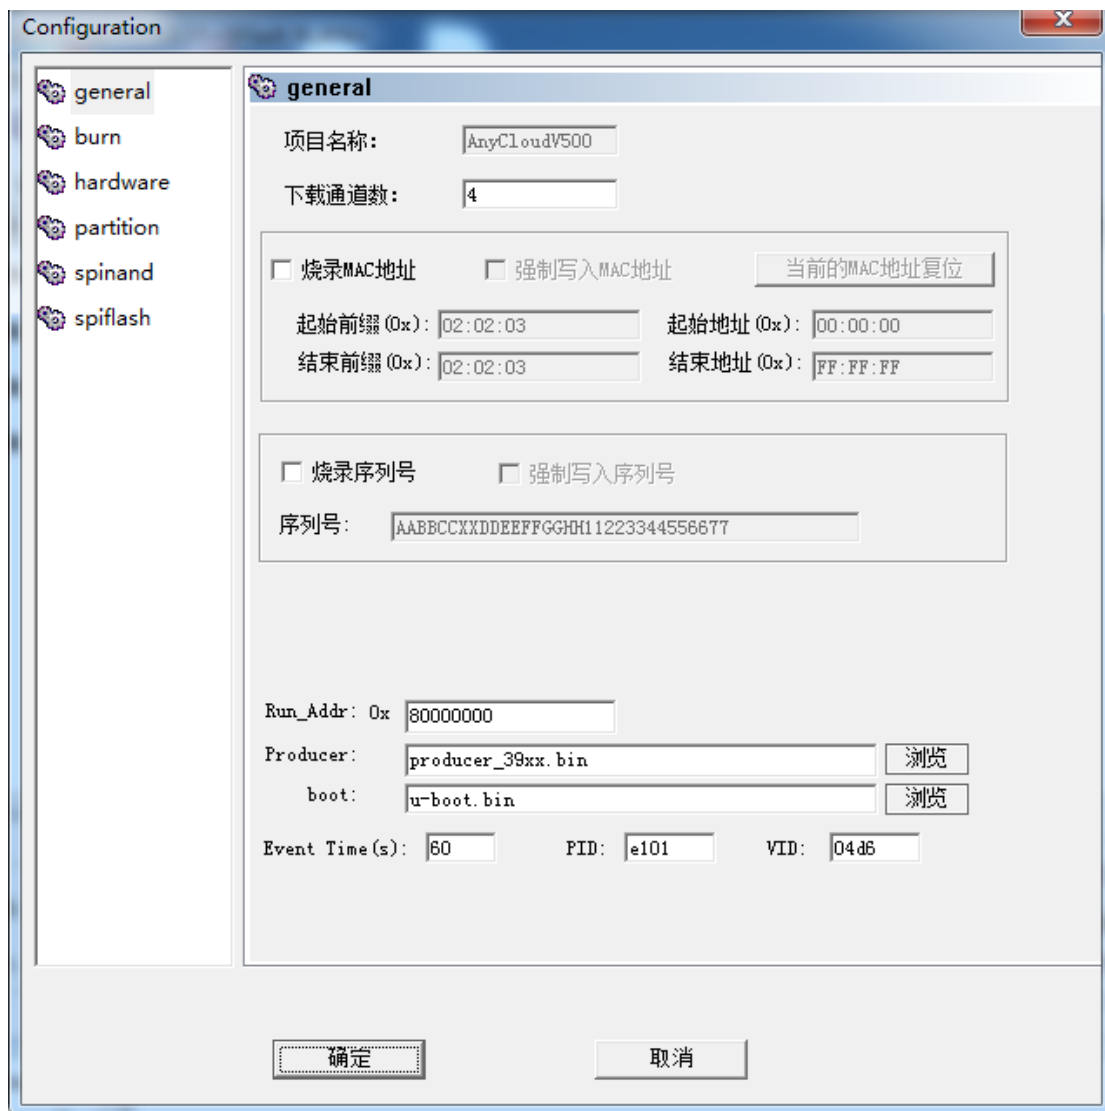 Configuration
general
burn
hardware
partition
spinand
spiflash
general
项目名称: AnyCloudV500
下载通道数: 4
烧录MAC地址 强制写入MAC地址 当前的MAC地址复位
起始前缀(0x): 02:02:03 起始地址(0x): 00:00:00
结束前缀(0x): 02:02:03 结束地址(0x): FF:FF:FF
烧录序列号 强制写入序列号
序列号: AABBCCXXDDEEFFGGHH11223344556677
Run_Addr: 0x 80000000
Producer: producer_39xx.bin 浏览
boot: u-boot.bin 浏览
Event Time(s): 60 PID: e101 VID: 04d6
确定 取消